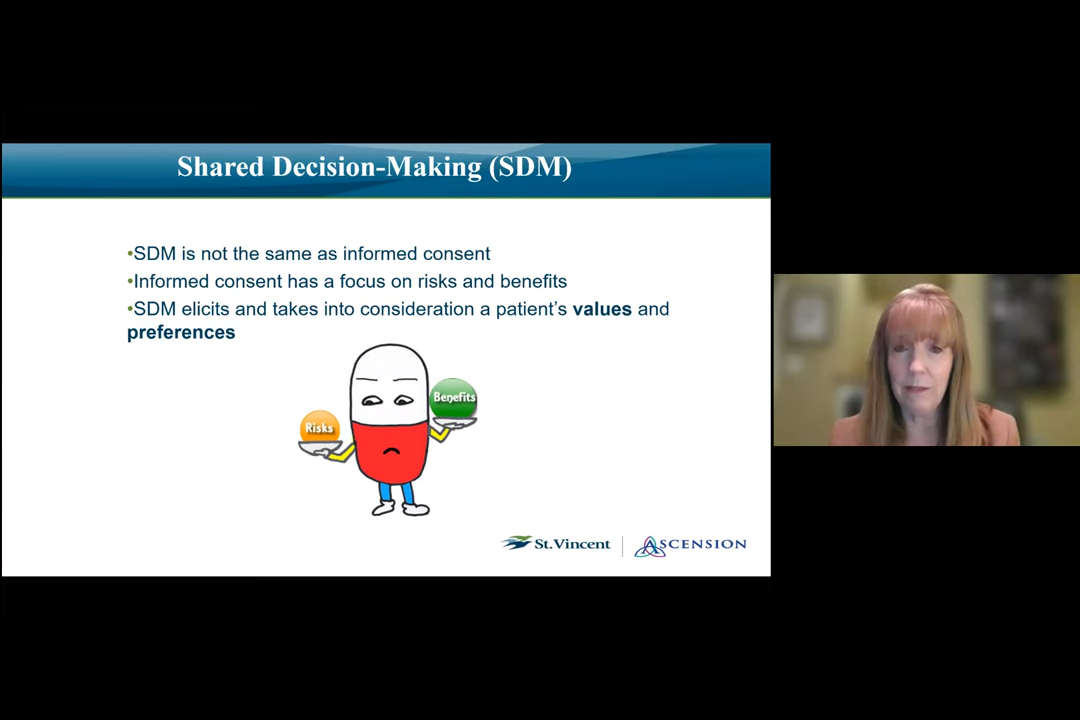 Shared Decision-Making (SDM)
•SDM is not the same as informed consent
•Informed consent has a focus on risks and benefits
•SDM elicits and takes into consideration a patient's values and
preferences
Risks
Benefits
St.Vincent
ASCENSION